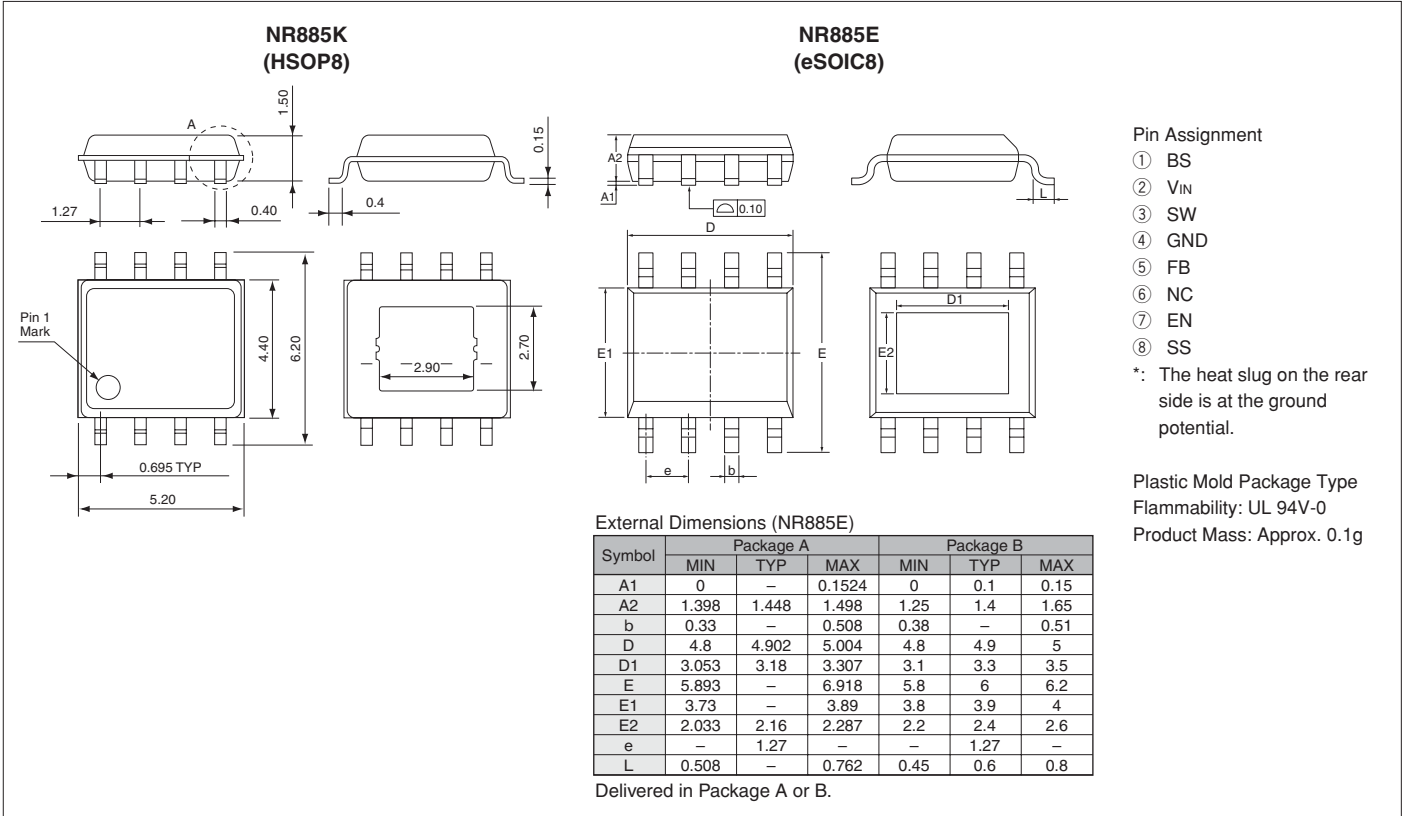 NR885K
(HSOP8)
NR885E
(eSOIC8)
A
1.50
0.15
1.27
0.40
0.4
A2
A1
0.10
L
D
Pin 1
Mark
4.40
6.20
2.90
2.70
0.695 TYP
5.20
E1
E
D1
E2
e
b
Pin Assignment
① BS
② VIN
③ SW
④ GND
⑤ FB
⑥ NC
⑦ EN
⑧ SS
*: The heat slug on the rear
side is at the ground
potential.
Plastic Mold Package Type
Flammability: UL 94V-0
Product Mass: Approx. 0.1g
External Dimensions (NR885E)
Symbol Package A Package B
MIN TYP MAX MIN TYP MAX
A1 0 – 0.1524 0 0.1 0.15
A2 1.398 1.448 1.498 1.25 1.4 1.65
b 0.33 – 0.508 0.38 – 0.51
D 4.8 4.902 5.004 4.8 4.9 5
D1 3.053 3.18 3.307 3.1 3.3 3.5
E 5.893 – 6.918 5.8 6 6.2
E1 3.73 – 3.89 3.8 3.9 4
E2 2.033 2.16 2.287 2.2 2.4 2.6
e – 1.27 – – 1.27 –
L 0.508 – 0.762 0.45 0.6 0.8
Delivered in Package A or B.